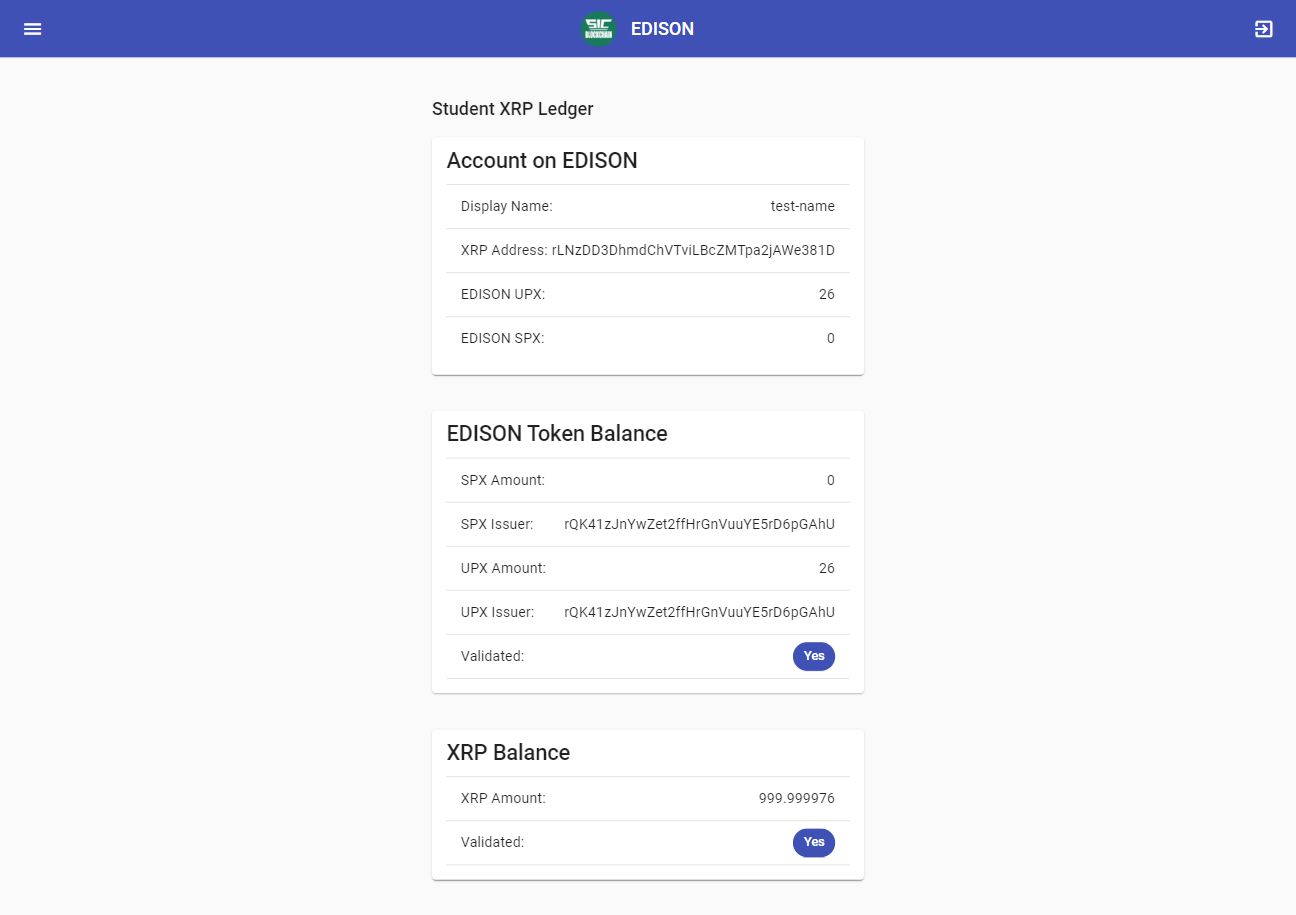 SIC
BLOCKCHAIN
EDISON
Student XRP Ledger
Account on EDISON
Display Name: test-name
XRP Address: rLNzDD3DhmdChVTviLBcZMTpa2jAWe381D
EDISON UPX: 26
EDISON SPX: 0
EDISON Token Balance
SPX Amount: 0
SPX Issuer: rQK41zJnYwZet2ffHrGnVuuYE5rD6pGAhU
UPX Amount: 26
UPX Issuer: rQK41zJnYwZet2ffHrGnVuuYE5rD6pGAhU
Validated: Yes
XRP Balance
XRP Amount: 999.999976
Validated: Yes